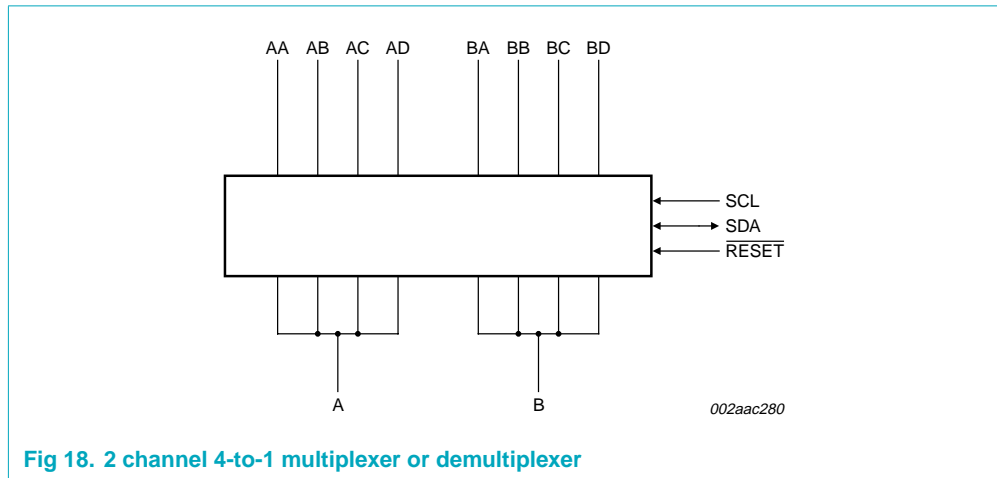 AA AB AC AD BA BB BC BD
SCL
SDA
RESET
A B
002aac280
Fig 18. 2 channel 4-to-1 multiplexer or demultiplexer